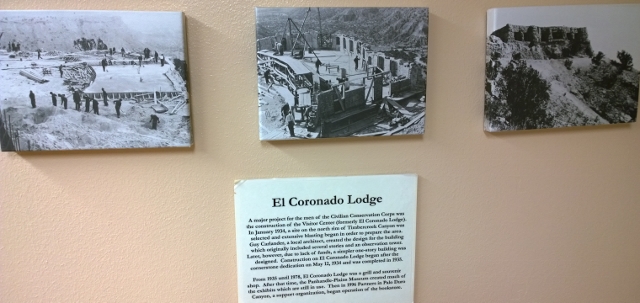 El Coronado Lodge
A major project for the men of the Civilian Conservation Corps was
the construction of the Visitor Center (formerly El Coronado Lodge).
In January 1934, a site on the north rim of Timbercreek Canyon was
selected and extensive blasting began in order to prepare the area.
Guy Carlander, a local architect, created the design for the building
which originally included several stories and an observation tower.
Later, however, due to lack of funds, a simpler one-story building was
designed. Construction on El Coronado Lodge began after the
cornerstone dedication on May 12, 1934 and was completed in 1935.
From 1935 until 1978, El Coronado Lodge was a grill and souvenir
shop. After that time, the Panhandle-Plains Museum created much of
the exhibits which are still in use. Then in 1996 Partners in Palo Duro
Canyon, a support organization, began operation of the bookstore.